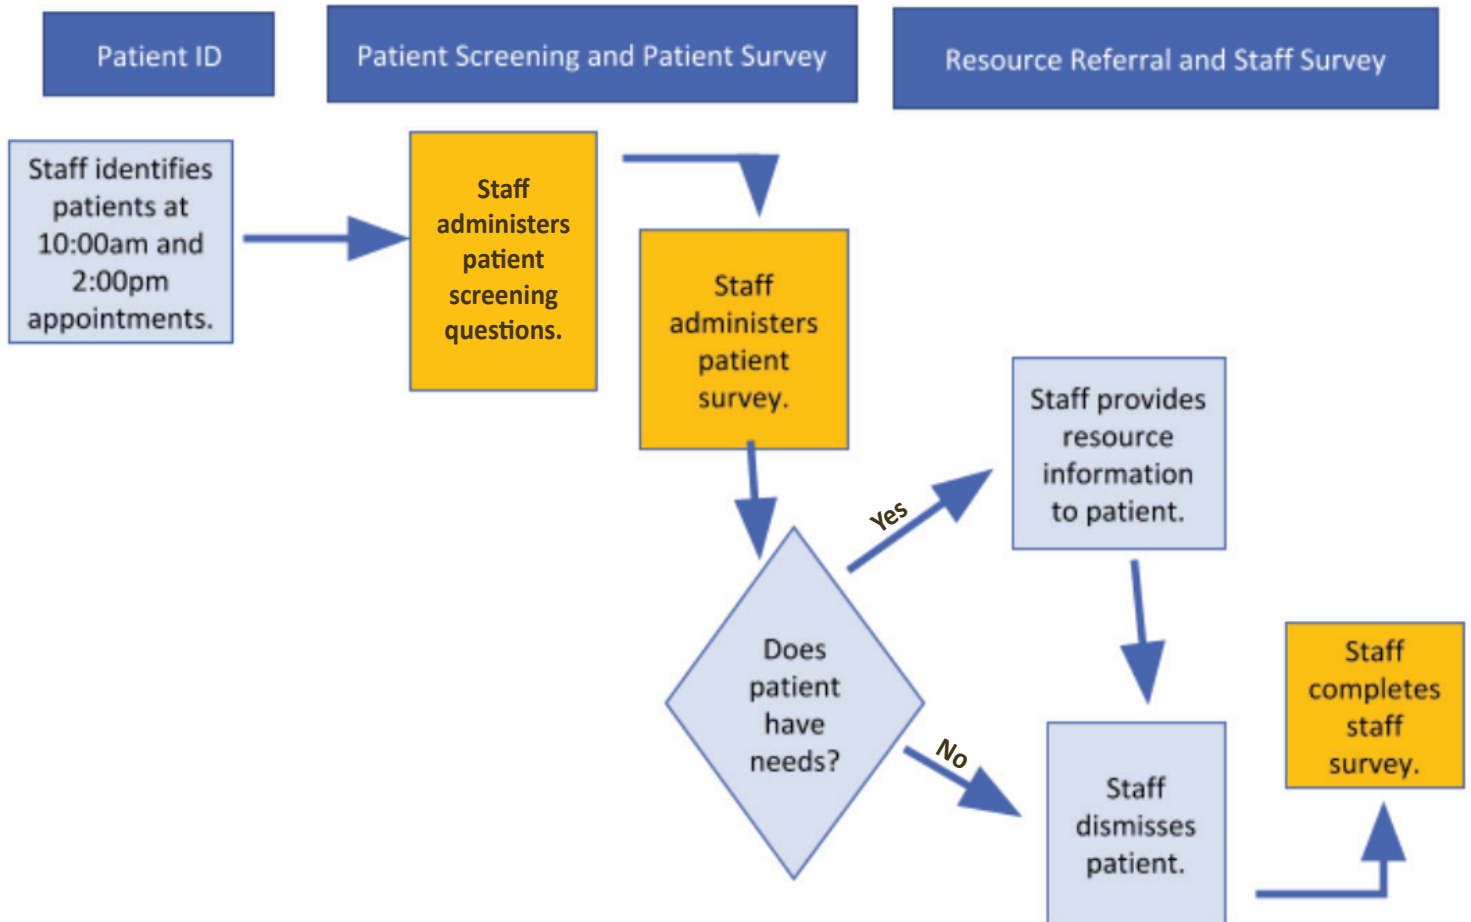 Patient ID
Patient Screening and Patient Survey
Resource Referral and Staff Survey
Staff identifies
patients at
10:00am and
2:00pm
appointments.
Staff
administers
patient
screening
questions.
Staff
administers
patient
survey.
Does
patient
have
needs?
Yes
Staff provides
resource
information
to patient.
No
Staff
dismisses
patient.
Staff
completes
staff
survey.